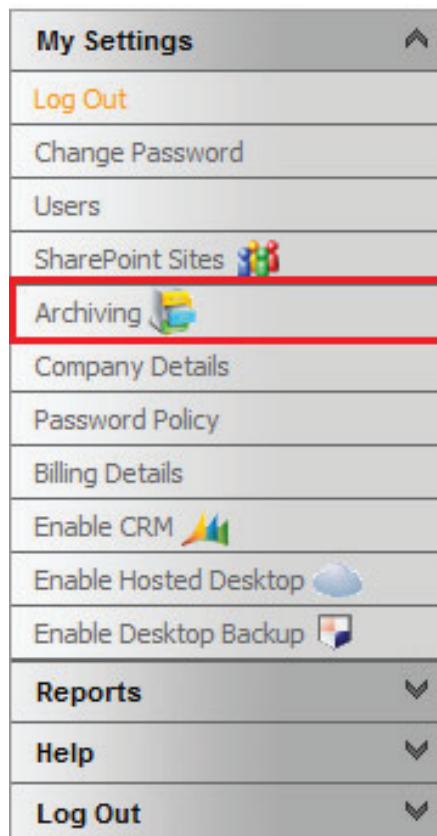 My Settings
Log Out
Change Password
Users
SharePoint Sites
Archiving
Company Details
Password Policy
Billing Details
Enable CRM
Enable Hosted Desktop
Enable Desktop Backup
Reports
Help
Log Out